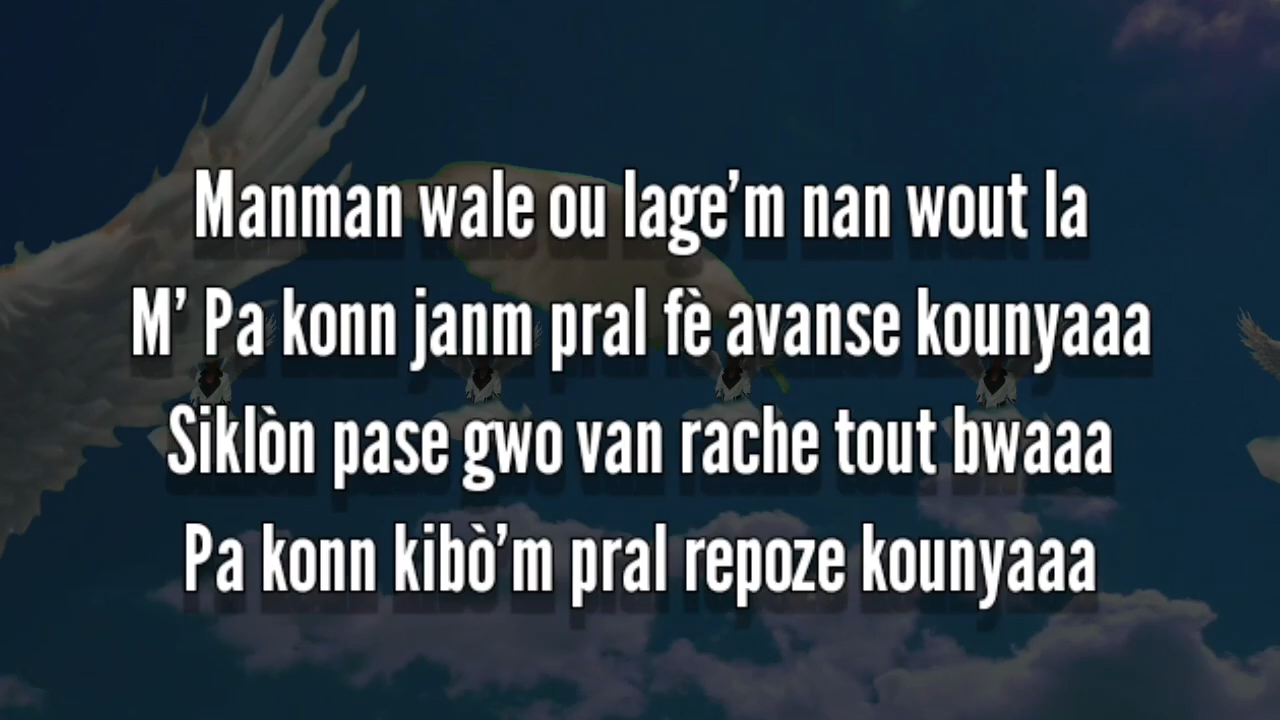 Manman wale ou lage’m nan wout la
M’ Pa konn janm pral fè avanse kounyaaa
Siklòn pase gwo van rache tout bwaaa
Pa konn kibò’m pral repoze kounyaaa